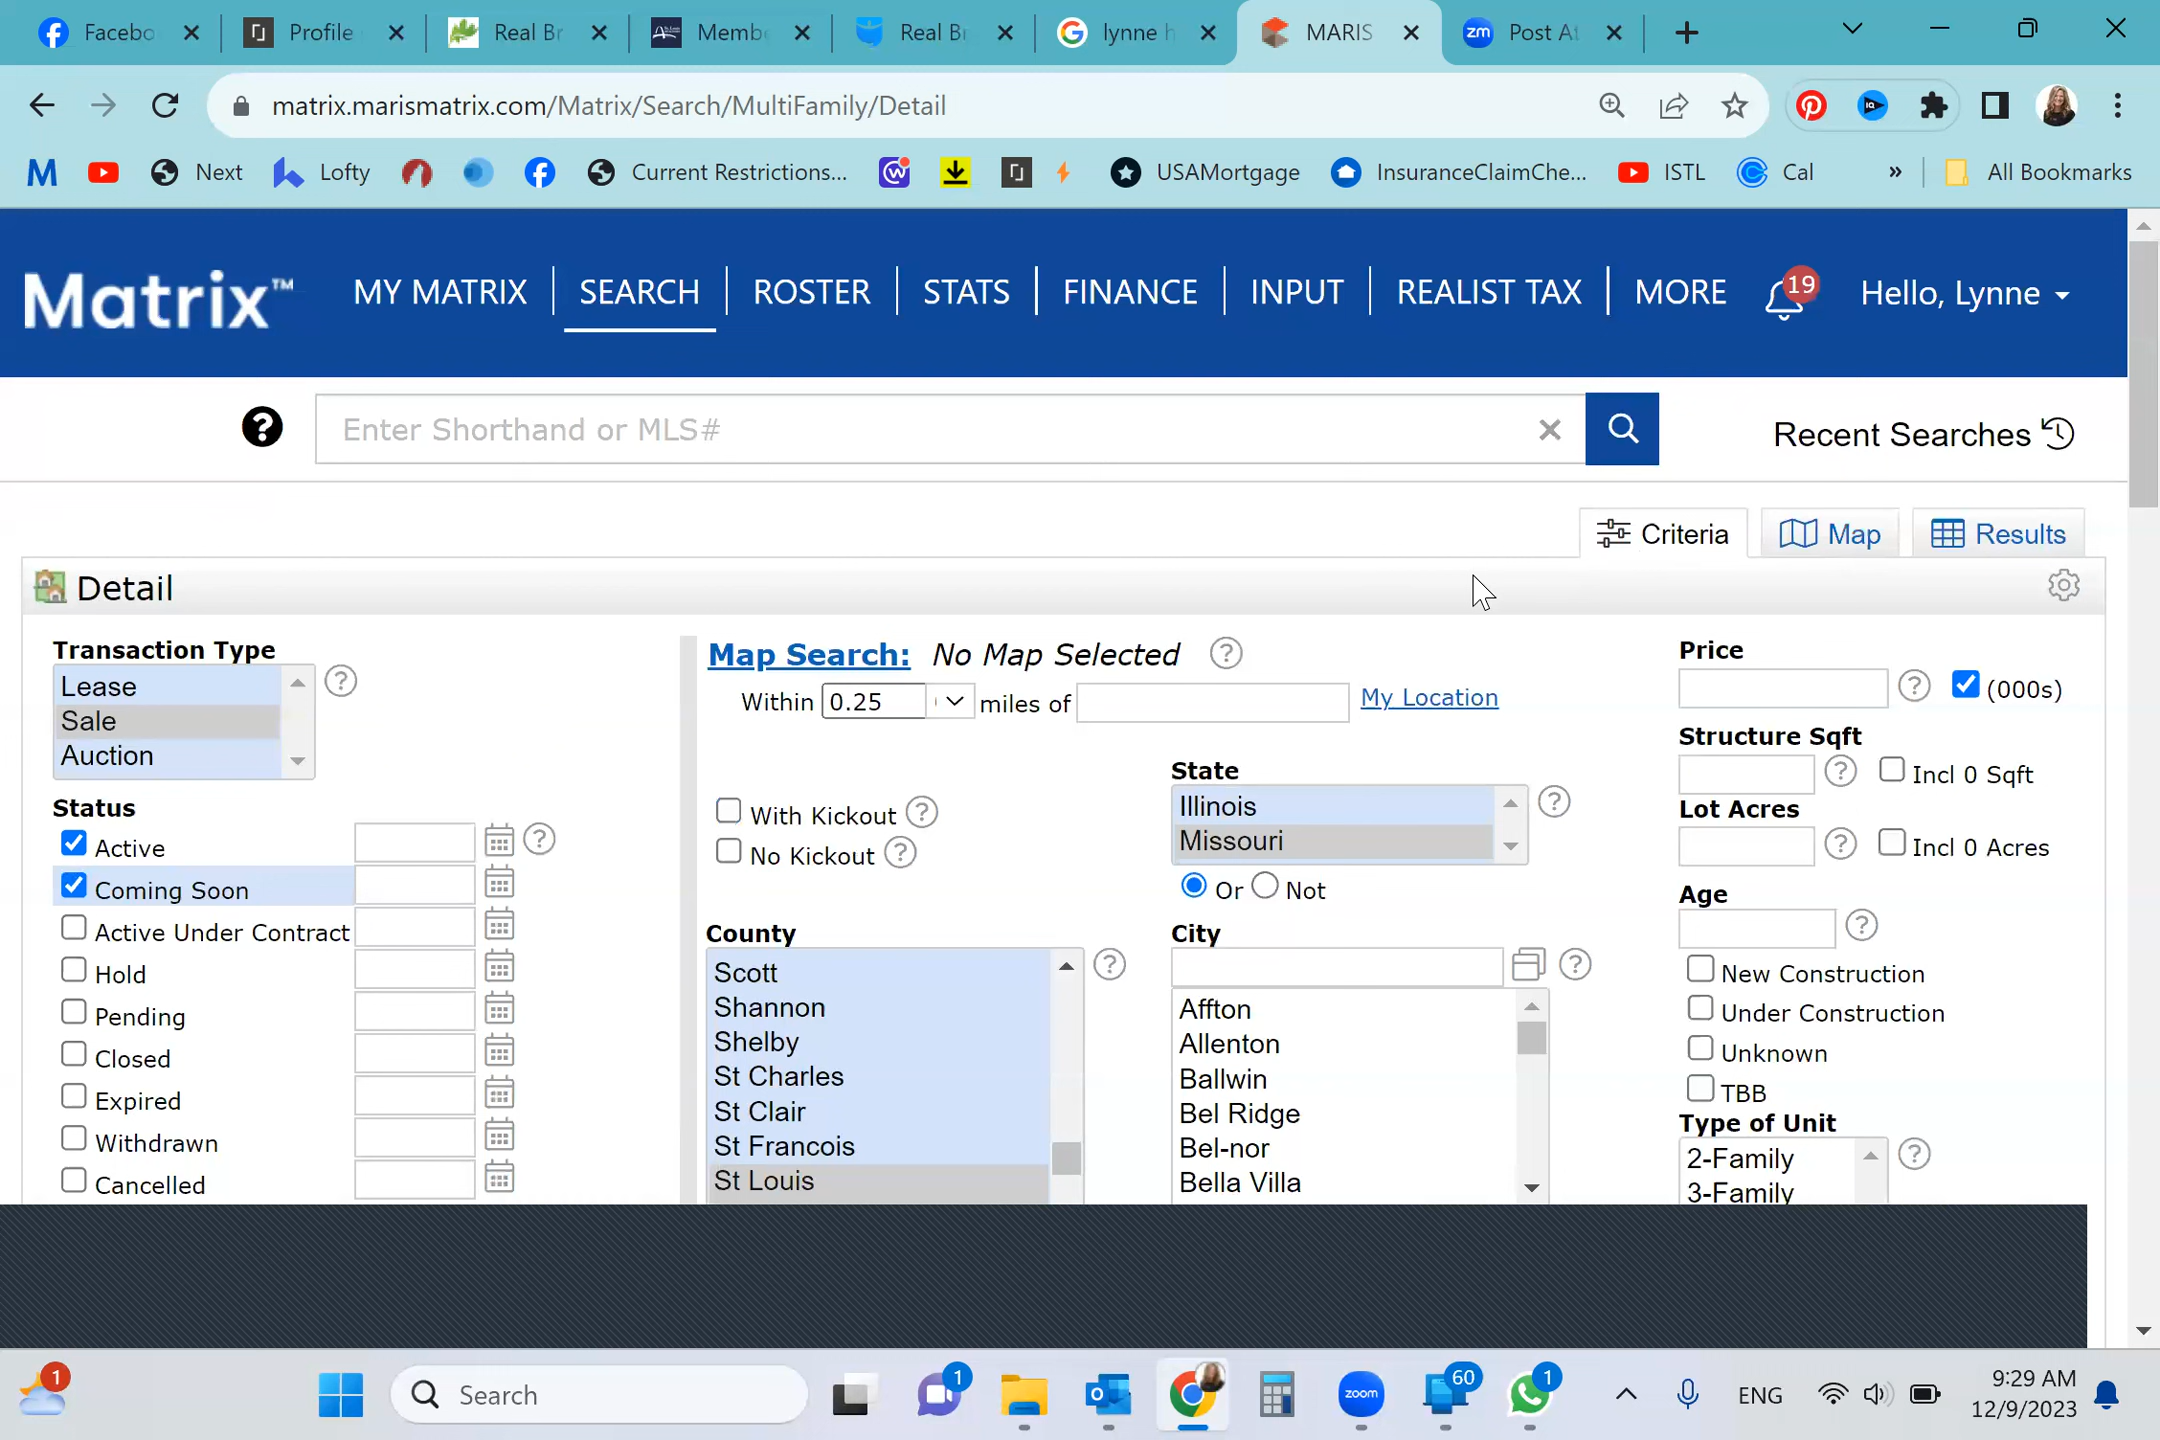 Facebo
Profile
Real Br
Membe
Real Br
lynne h
MARIS
zm
Post At
matrix.marismatrix.com/Matrix/Search/MultiFamily/Detail
Next
Lofty
Current Restrictions...
USAMortgage
InsuranceClaimChe...
ISTL
Cal
»
All Bookmarks
Matrix™
MY MATRIX
SEARCH
ROSTER
STATS
FINANCE
INPUT
REALIST TAX
MORE
19
Hello, Lynne
Enter Shorthand or MLS#
Recent Searches
Criteria
Map
Results
Detail
Transaction Type
Lease
Sale
Auction
Status
Active
Coming Soon
Active Under Contract
Hold
Pending
Closed
Expired
Withdrawn
Cancelled
Map Search: No Map Selected
Within 0.25 miles of
My Location
With Kickout
No Kickout
State
Illinois
Missouri
Or Not
County
Scott
Shannon
Shelby
St Charles
St Clair
St Francois
St Louis
City
Affton
Allenton
Ballwin
Bel Ridge
Bel-nor
Bella Villa
Price
(000s)
Structure Sqft
Incl 0 Sqft
Lot Acres
Incl 0 Acres
Age
New Construction
Under Construction
Unknown
TBB
Type of Unit
2-Family
3-Family
1
Search
1
zoom
60
1
ENG
9:29 AM
12/9/2023